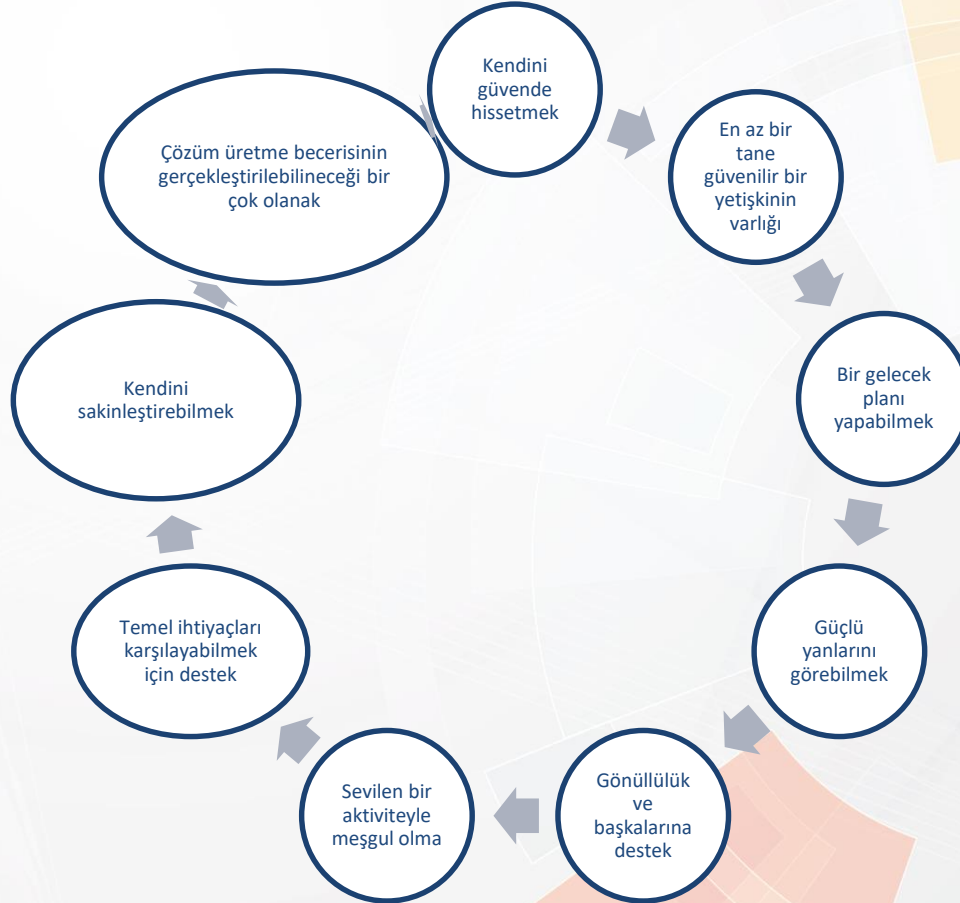 Kendini
güvende
hissetmek
En az bir
tane
güvenilir bir
yetişkinin
varlığı
Bir gelecek
planı
yapabilmek
Güçlü
yanlarını
görebilmek
Gönüllülük
ve
başkalarına
destek
Sevilen bir
aktiviteyle
meşgul olma
Temel ihtiyaçları
karşılayabilmek
için destek
Kendini
sakinleştirebilmek
Çözüm üretme becerisinin
gerçekleştirilebilineceği bir
çok olanak